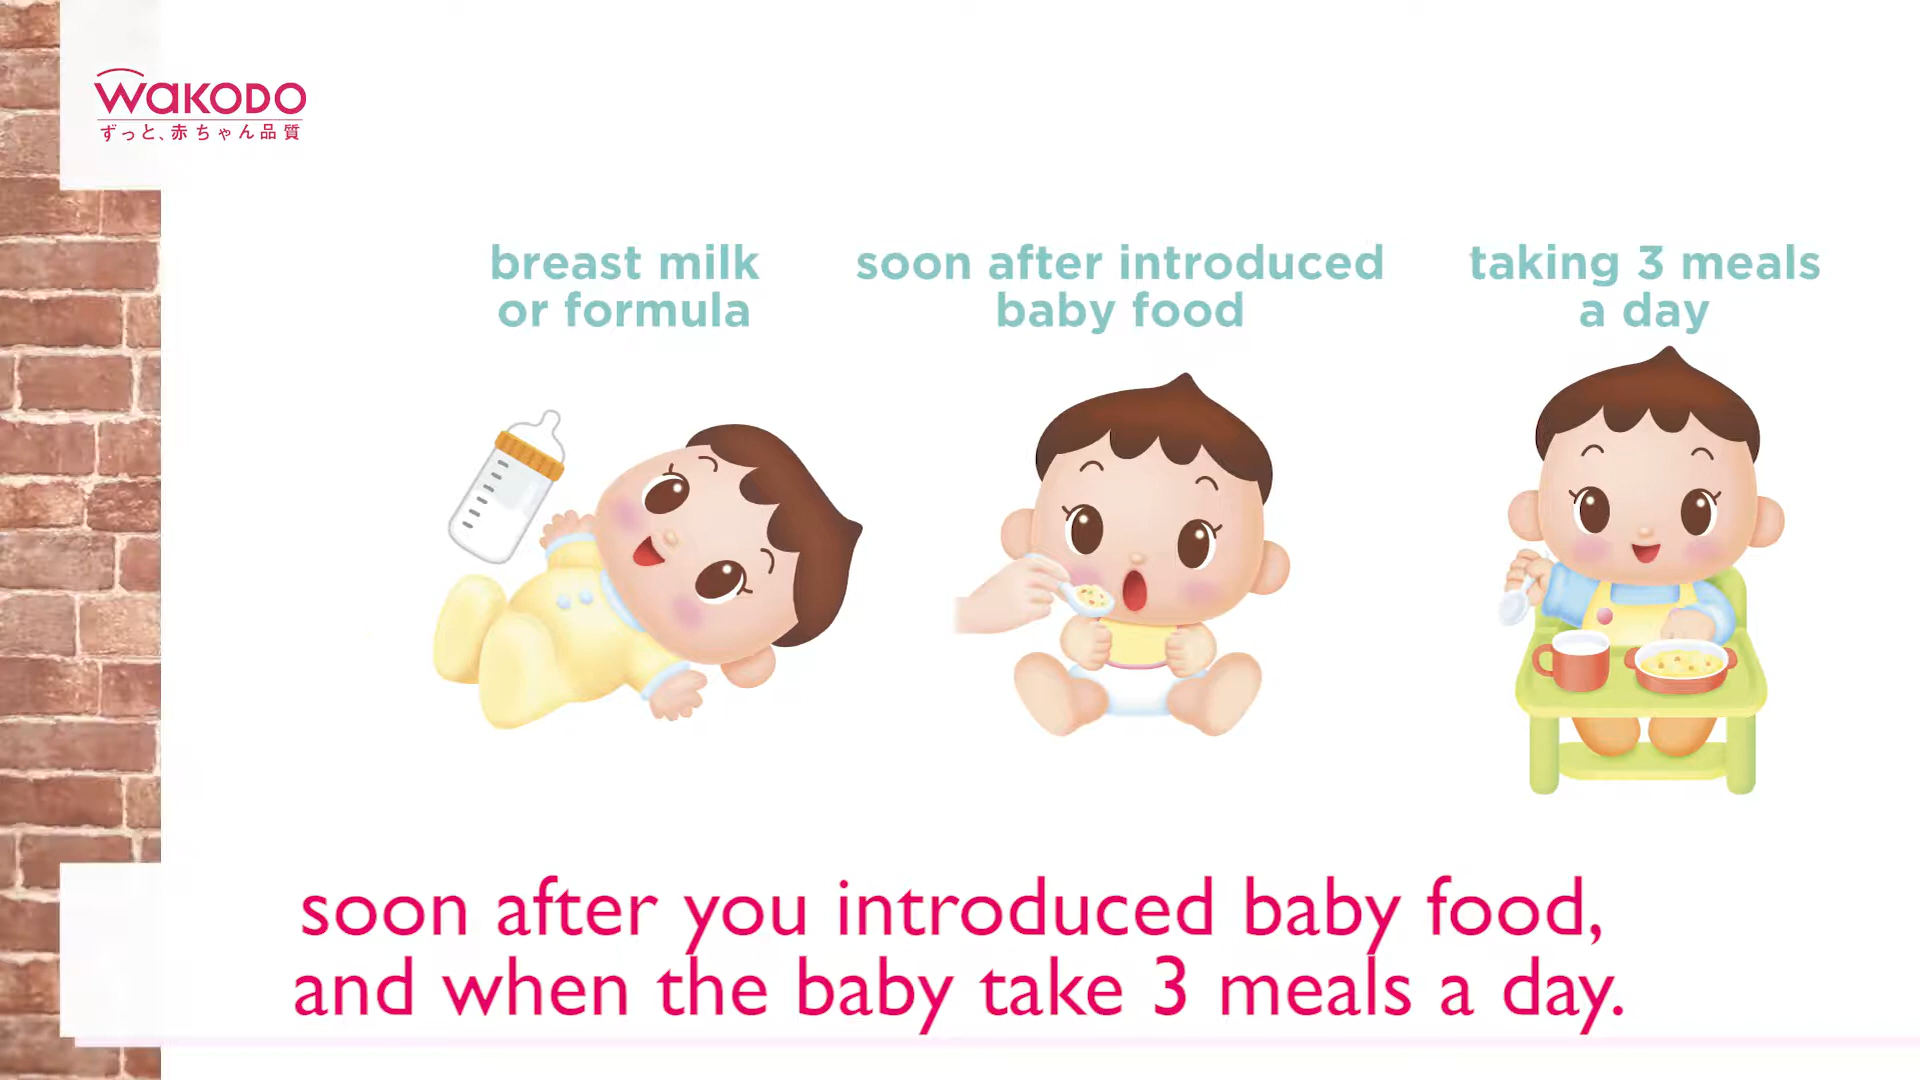 WAKODO
ずっと、赤ちゃん品質
breast milk
or formula
soon after introduced
baby food
taking 3 meals
a day
soon after you introduced baby food,
and when the baby take 3 meals a day.